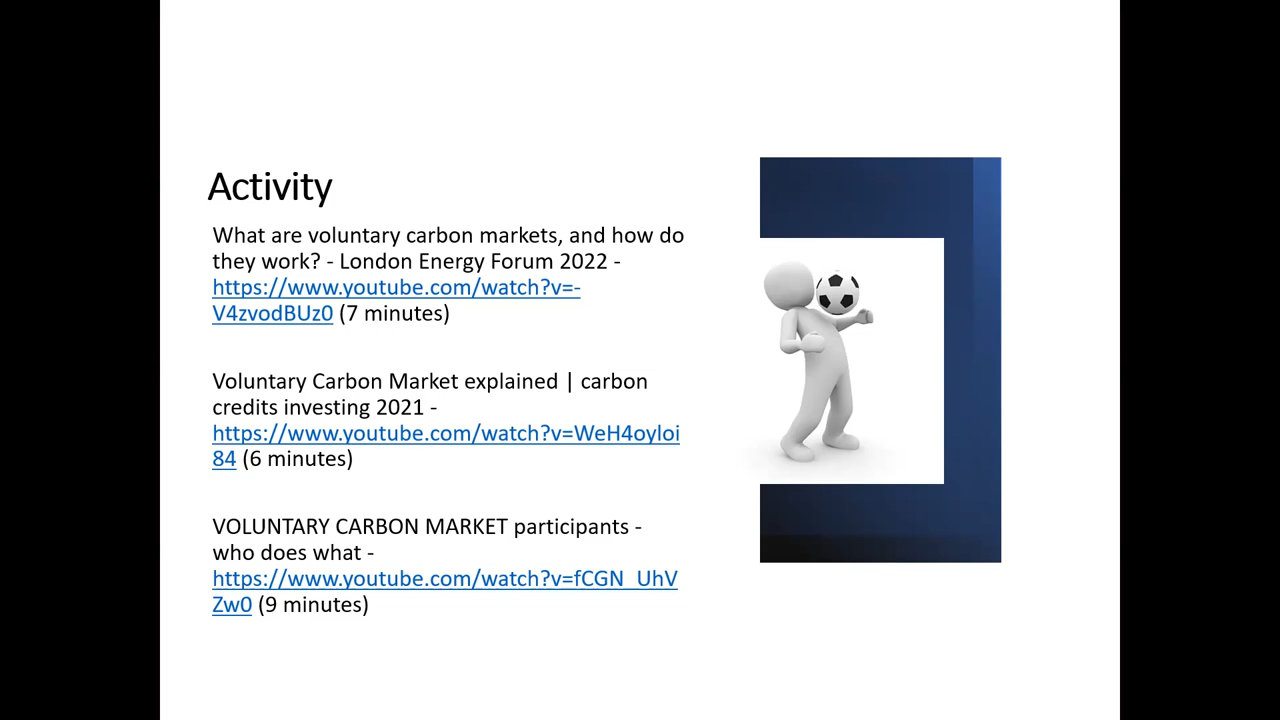 Activity
What are voluntary carbon markets, and how do
they work? - London Energy Forum 2022 -
https://www.youtube.com/watch?v=-
V4zvodBUz0 (7 minutes)
Voluntary Carbon Market explained | carbon
credits investing 2021 -
https://www.youtube.com/watch?v=WeH4oyloi
84 (6 minutes)
VOLUNTARY CARBON MARKET participants -
who does what -
https://www.youtube.com/watch?v=fCGN_UhV
Zw0 (9 minutes)